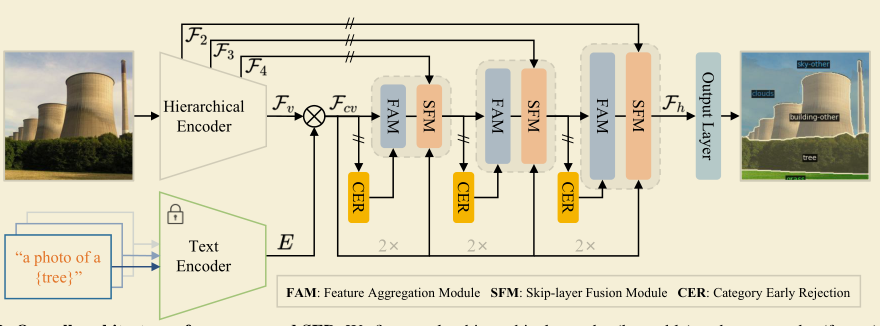 F₂
F₃
F₄
//
//
//
Hierarchical
Encoder
Fᵥ
F꜀ᵥ
FAM
SFM
FAM
SFM
FAM
SFM
Fₕ
Output Layer
sky-other
clouds
building-other
tree
//
//
//
CER
CER
CER
"a photo of a
{tree}"
Text
Encoder
E
2×
2×
2×
FAM: Feature Aggregation Module SFM: Skip-layer Fusion Module CER: Category Early Rejection